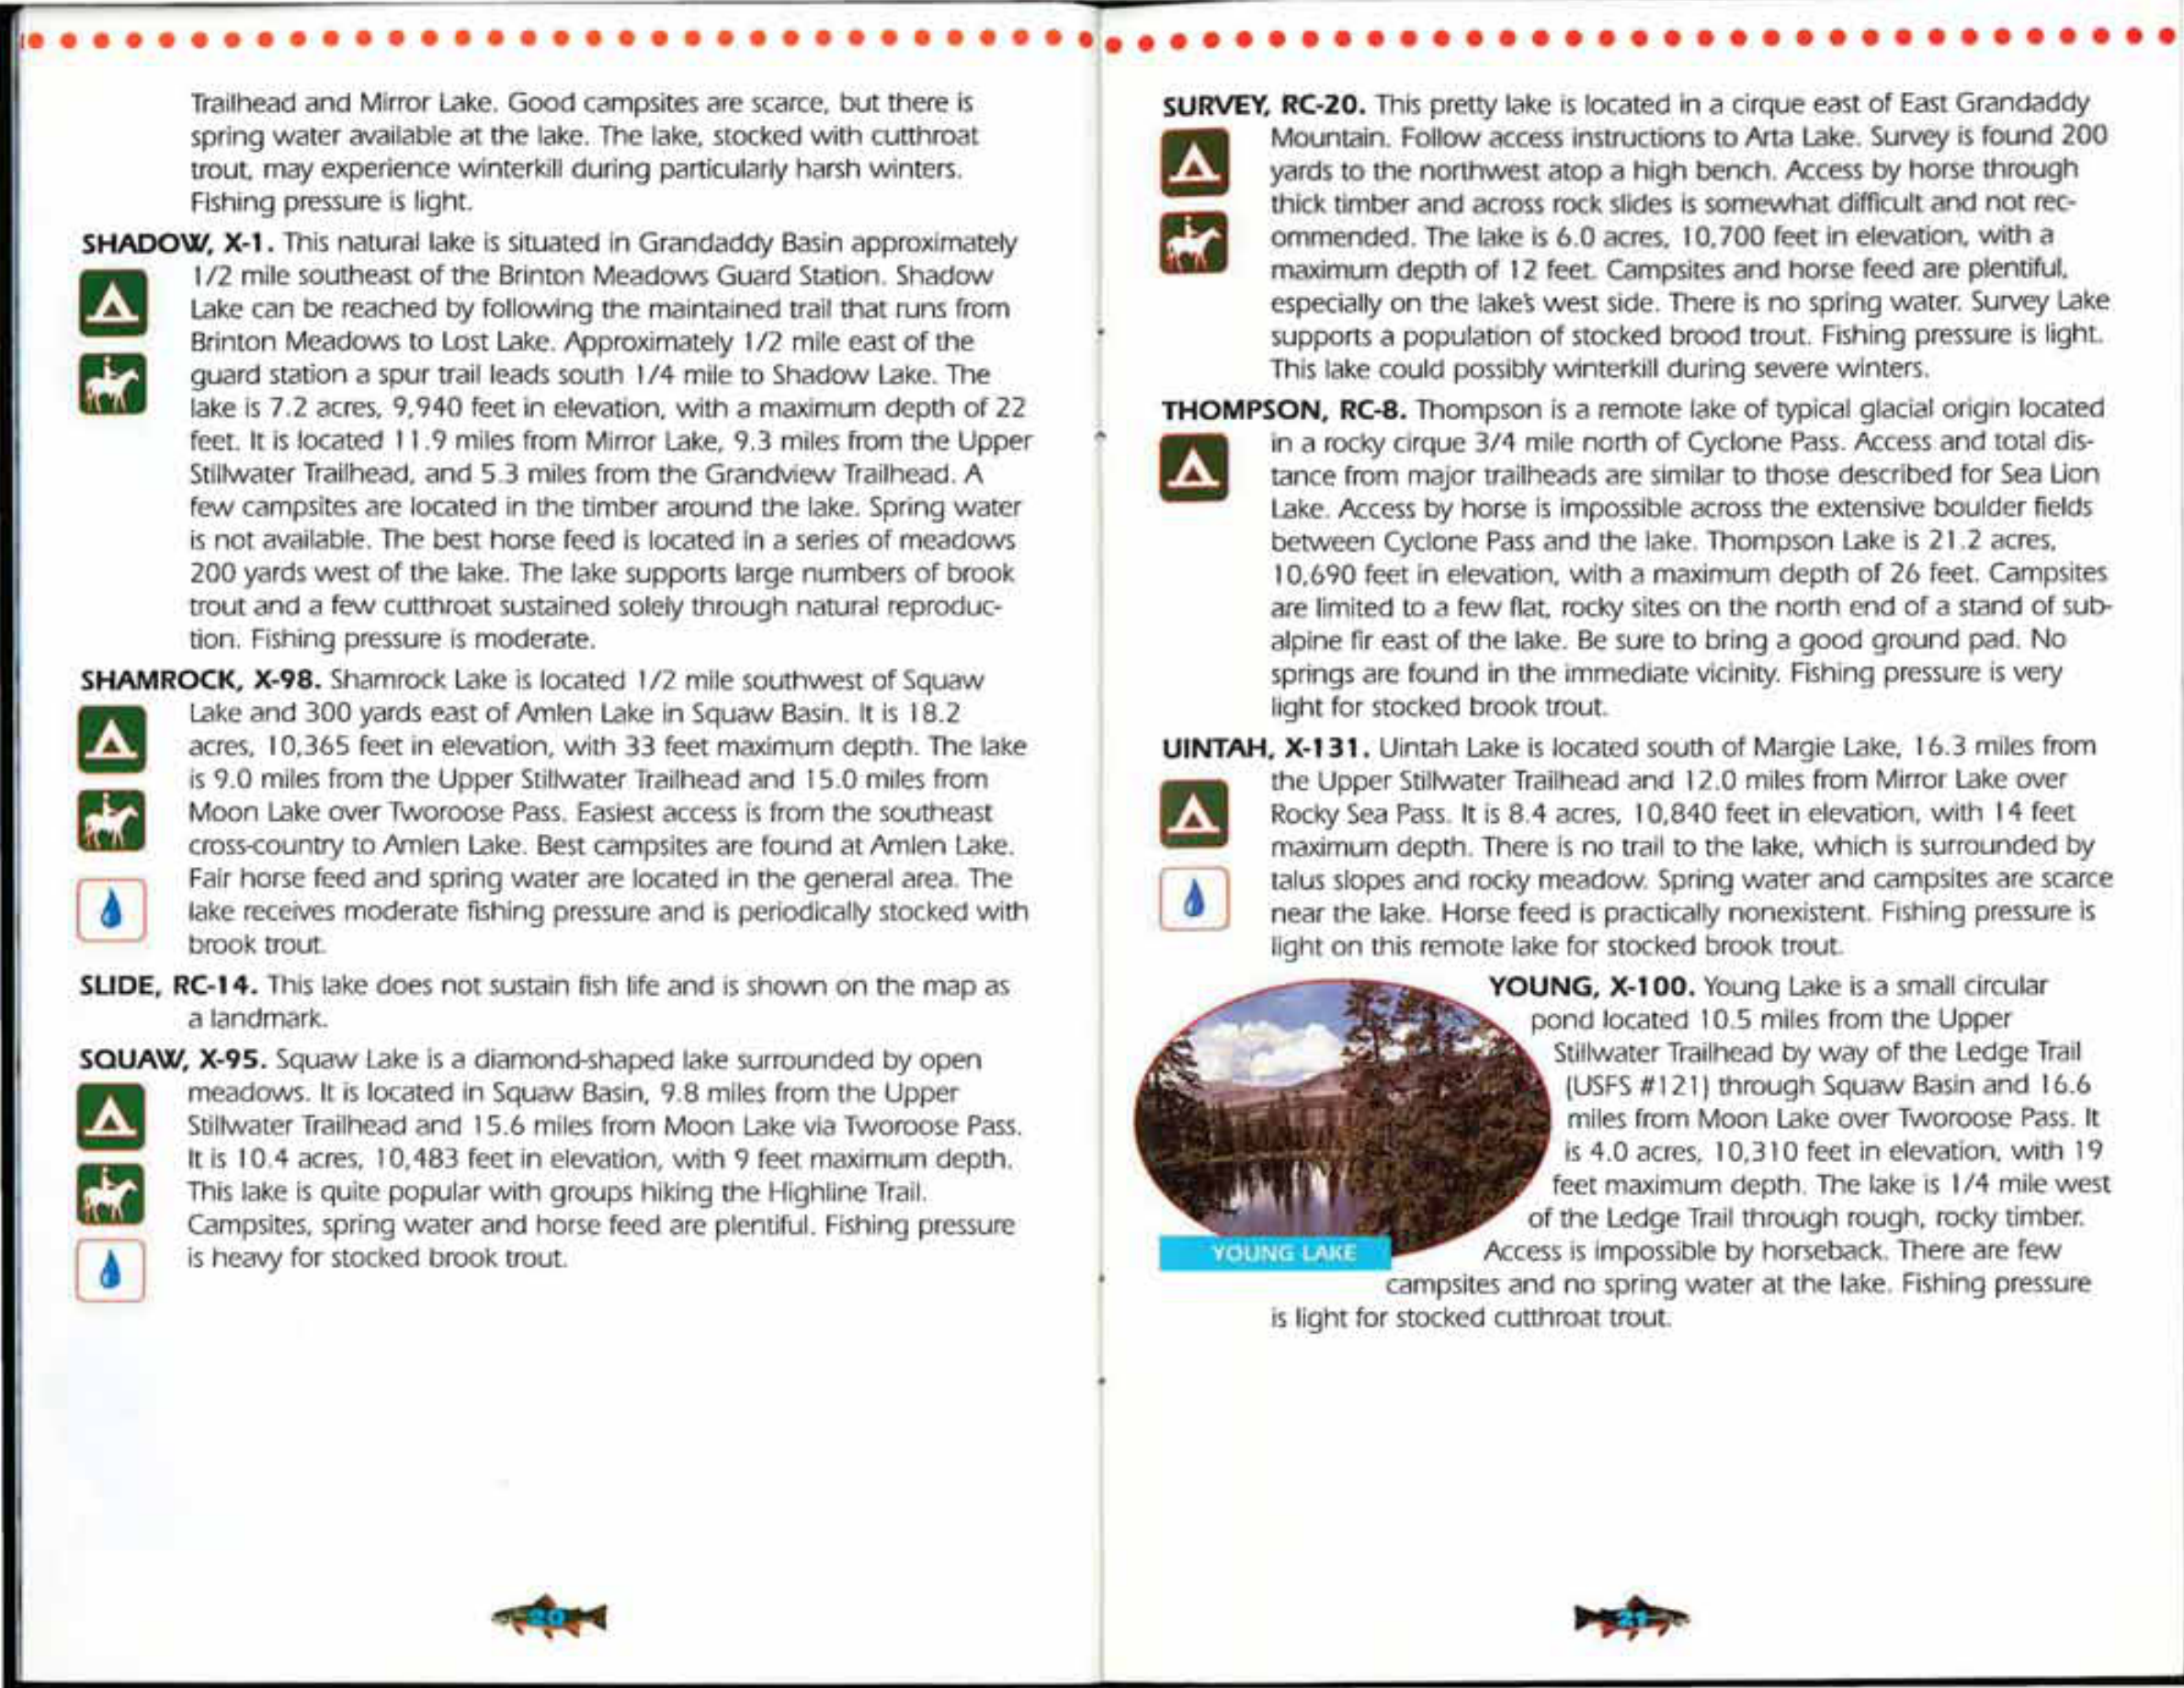 Trailhead and Mirror Lake. Good campsites are scarce, but there is
spring water available at the lake. The lake, stocked with cutthroat
trout, may experience winterkill during particularly harsh winters.
Fishing pressure is light.
SHADOW, X-1. This natural lake is situated in Grandaddy Basin approximately
1/2 mile southeast of the Brinton Meadows Guard Station. Shadow
Lake can be reached by following the maintained trail that runs from
Brinton Meadows to Lost Lake. Approximately 1/2 mile east of the
guard station a spur trail leads south 1/4 mile to Shadow Lake. The
lake is 7.2 acres, 9,940 feet in elevation, with a maximum depth of 22
feet. It is located 11.9 miles from Mirror Lake, 9.3 miles from the Upper
Stillwater Trailhead, and 5.3 miles from the Grandview Trailhead. A
few campsites are located in the timber around the lake. Spring water
is not available. The best horse feed is located in a series of meadows
200 yards west of the lake. The lake supports large numbers of brook
trout and a few cutthroat sustained solely through natural reproduc-
tion. Fishing pressure is moderate.
SHAMROCK, X-98. Shamrock Lake is located 1/2 mile southwest of Squaw
Lake and 300 yards east of Amlen Lake in Squaw Basin. It is 18.2
acres, 10,365 feet in elevation, with 33 feet maximum depth. The lake
is 9.0 miles from the Upper Stillwater Trailhead and 15.0 miles from
Moon Lake over Tworoose Pass. Easiest access is from the southeast
cross-country to Amlen Lake. Best campsites are found at Amlen Lake.
Fair horse feed and spring water are located in the general area. The
lake receives moderate fishing pressure and is periodically stocked with
brook trout.
SLIDE, RC-14. This lake does not sustain fish life and is shown on the map as
a landmark.
SQUAW, X-95. Squaw Lake is a diamond-shaped lake surrounded by open
meadows. It is located in Squaw Basin, 9.8 miles from the Upper
Stillwater Trailhead and 15.6 miles from Moon Lake via Tworoose Pass.
It is 10.4 acres, 10,483 feet in elevation, with 9 feet maximum depth.
This lake is quite popular with groups hiking the Highline Trail.
Campsites, spring water and horse feed are plentiful. Fishing pressure
is heavy for stocked brook trout.
20
SURVEY, RC-20. This pretty lake is located in a cirque east of East Grandaddy
Mountain. Follow access instructions to Arta Lake. Survey is found 200
yards to the northwest atop a high bench. Access by horse through
thick timber and across rock slides is somewhat difficult and not rec-
ommended. The lake is 6.0 acres, 10,700 feet in elevation, with a
maximum depth of 12 feet. Campsites and horse feed are plentiful,
especially on the lake's west side. There is no spring water. Survey Lake
supports a population of stocked brood trout. Fishing pressure is light.
This lake could possibly winterkill during severe winters.
THOMPSON, RC-8. Thompson is a remote lake of typical glacial origin located
in a rocky cirque 3/4 mile north of Cyclone Pass. Access and total dis-
tance from major trailheads are similar to those described for Sea Lion
Lake. Access by horse is impossible across the extensive boulder fields
between Cyclone Pass and the lake. Thompson Lake is 21.2 acres,
10,690 feet in elevation, with a maximum depth of 26 feet. Campsites
are limited to a few flat, rocky sites on the north end of a stand of sub-
alpine fir east of the lake. Be sure to bring a good ground pad. No
springs are found in the immediate vicinity. Fishing pressure is very
light for stocked brook trout.
UINTAH, X-131. Uintah Lake is located south of Margie Lake, 16.3 miles from
the Upper Stillwater Trailhead and 12.0 miles from Mirror Lake over
Rocky Sea Pass. It is 8.4 acres, 10,840 feet in elevation, with 14 feet
maximum depth. There is no trail to the lake, which is surrounded by
talus slopes and rocky meadow. Spring water and campsites are scarce
near the lake. Horse feed is practically nonexistent. Fishing pressure is
light on this remote lake for stocked brook trout.
YOUNG, X-100. Young Lake is a small circular
pond located 10.5 miles from the Upper
Stillwater Trailhead by way of the Ledge Trail
(USFS #121) through Squaw Basin and 16.6
miles from Moon Lake over Tworoose Pass. It
is 4.0 acres, 10,310 feet in elevation, with 19
feet maximum depth. The lake is 1/4 mile west
of the Ledge Trail through rough, rocky timber.
Access is impossible by horseback. There are few
campsites and no spring water at the lake. Fishing pressure
is light for stocked cutthroat trout.
YOUNG LAKE
21